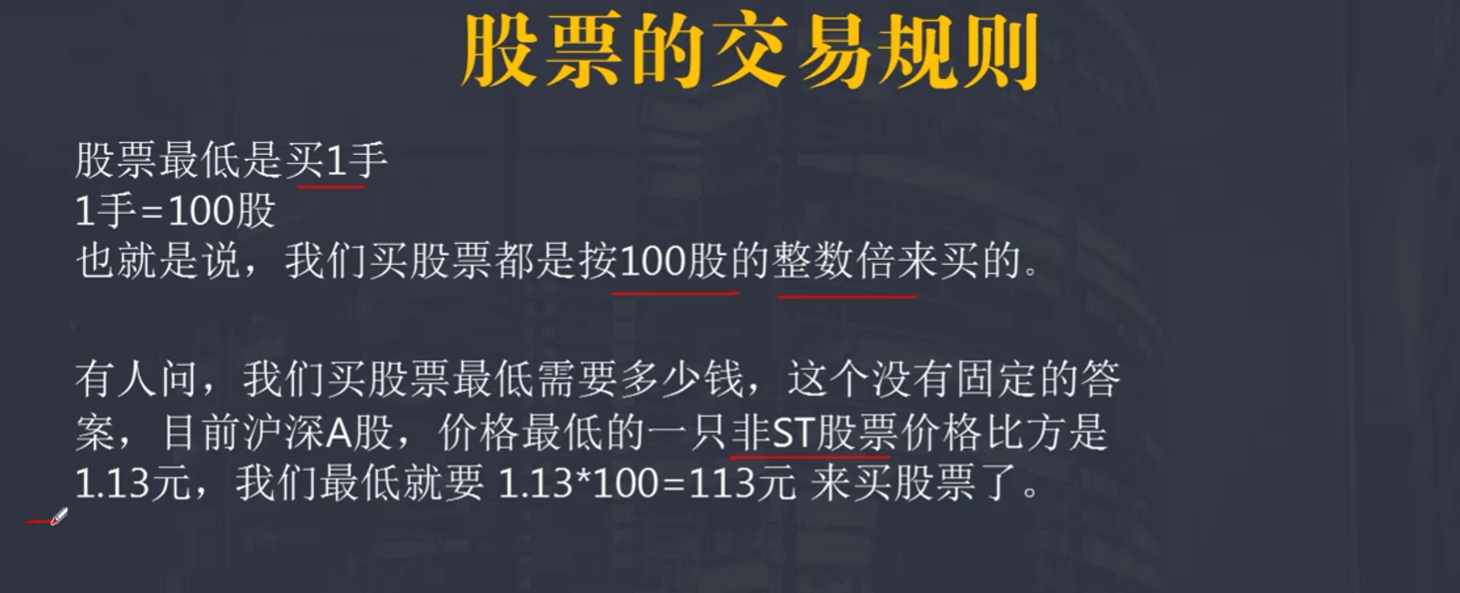 股票的交易规则
股票最低是买1手
1手=100股
也就是说，我们买股票都是按100股的整数倍来买的。
有人问，我们买股票最低需要多少钱，这个没有固定的答
案，目前沪深A股，价格最低的一只非ST股票价格比方是
1.13元，我们最低就要 1.13*100=113元 来买股票了。